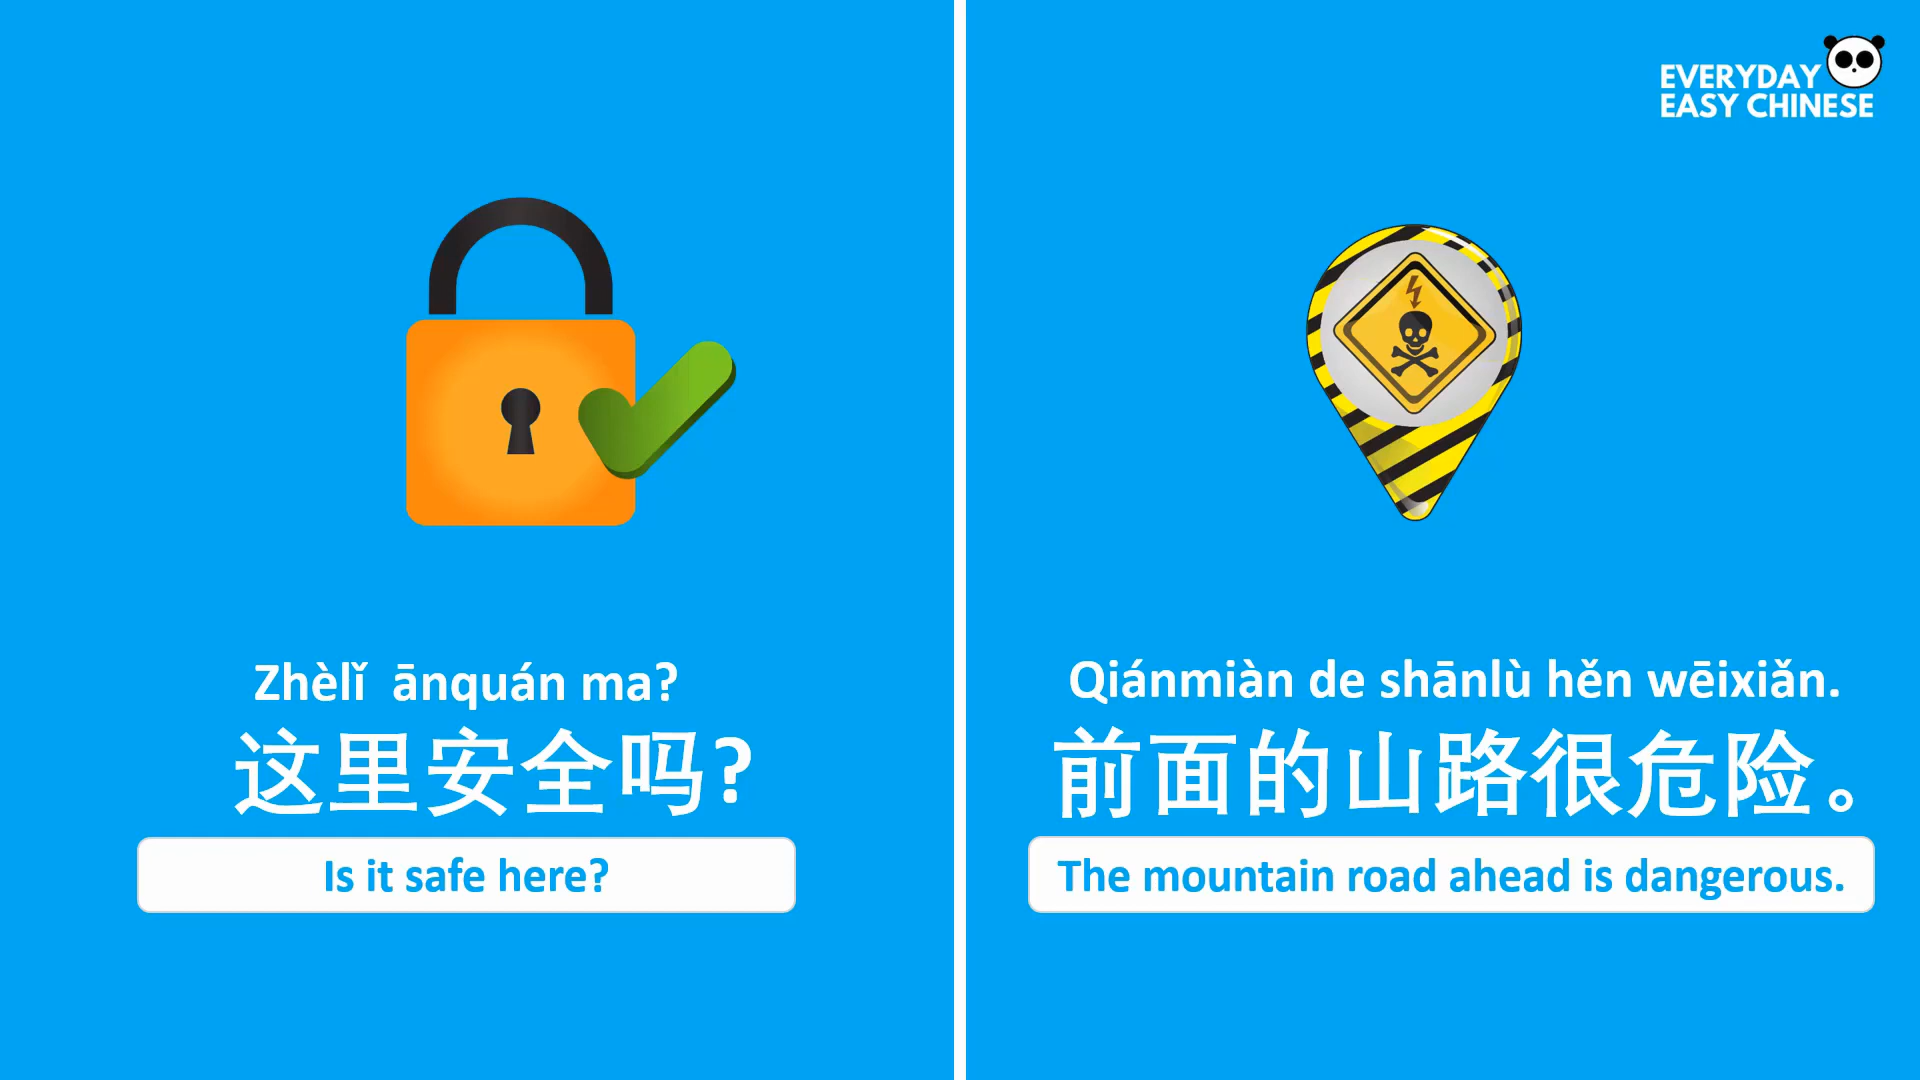 EVERYDAY
EASY CHINESE
Zhèlǐ ānquán ma?
这里安全吗?
Is it safe here?
Qiánmiàn de shānlù hěn wēixiǎn.
前面的山路很危险。
The mountain road ahead is dangerous.